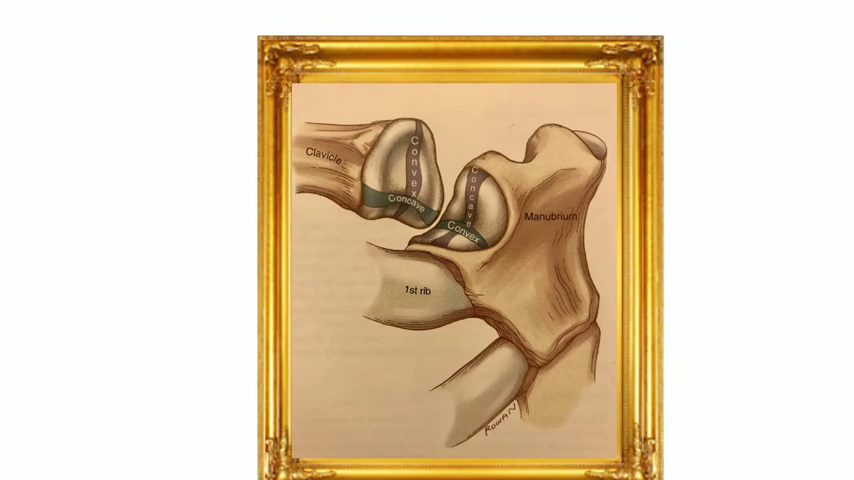 Clavicle
Convex
Concave
Concave
Convex
Manubrium
1st rib
ROWAN